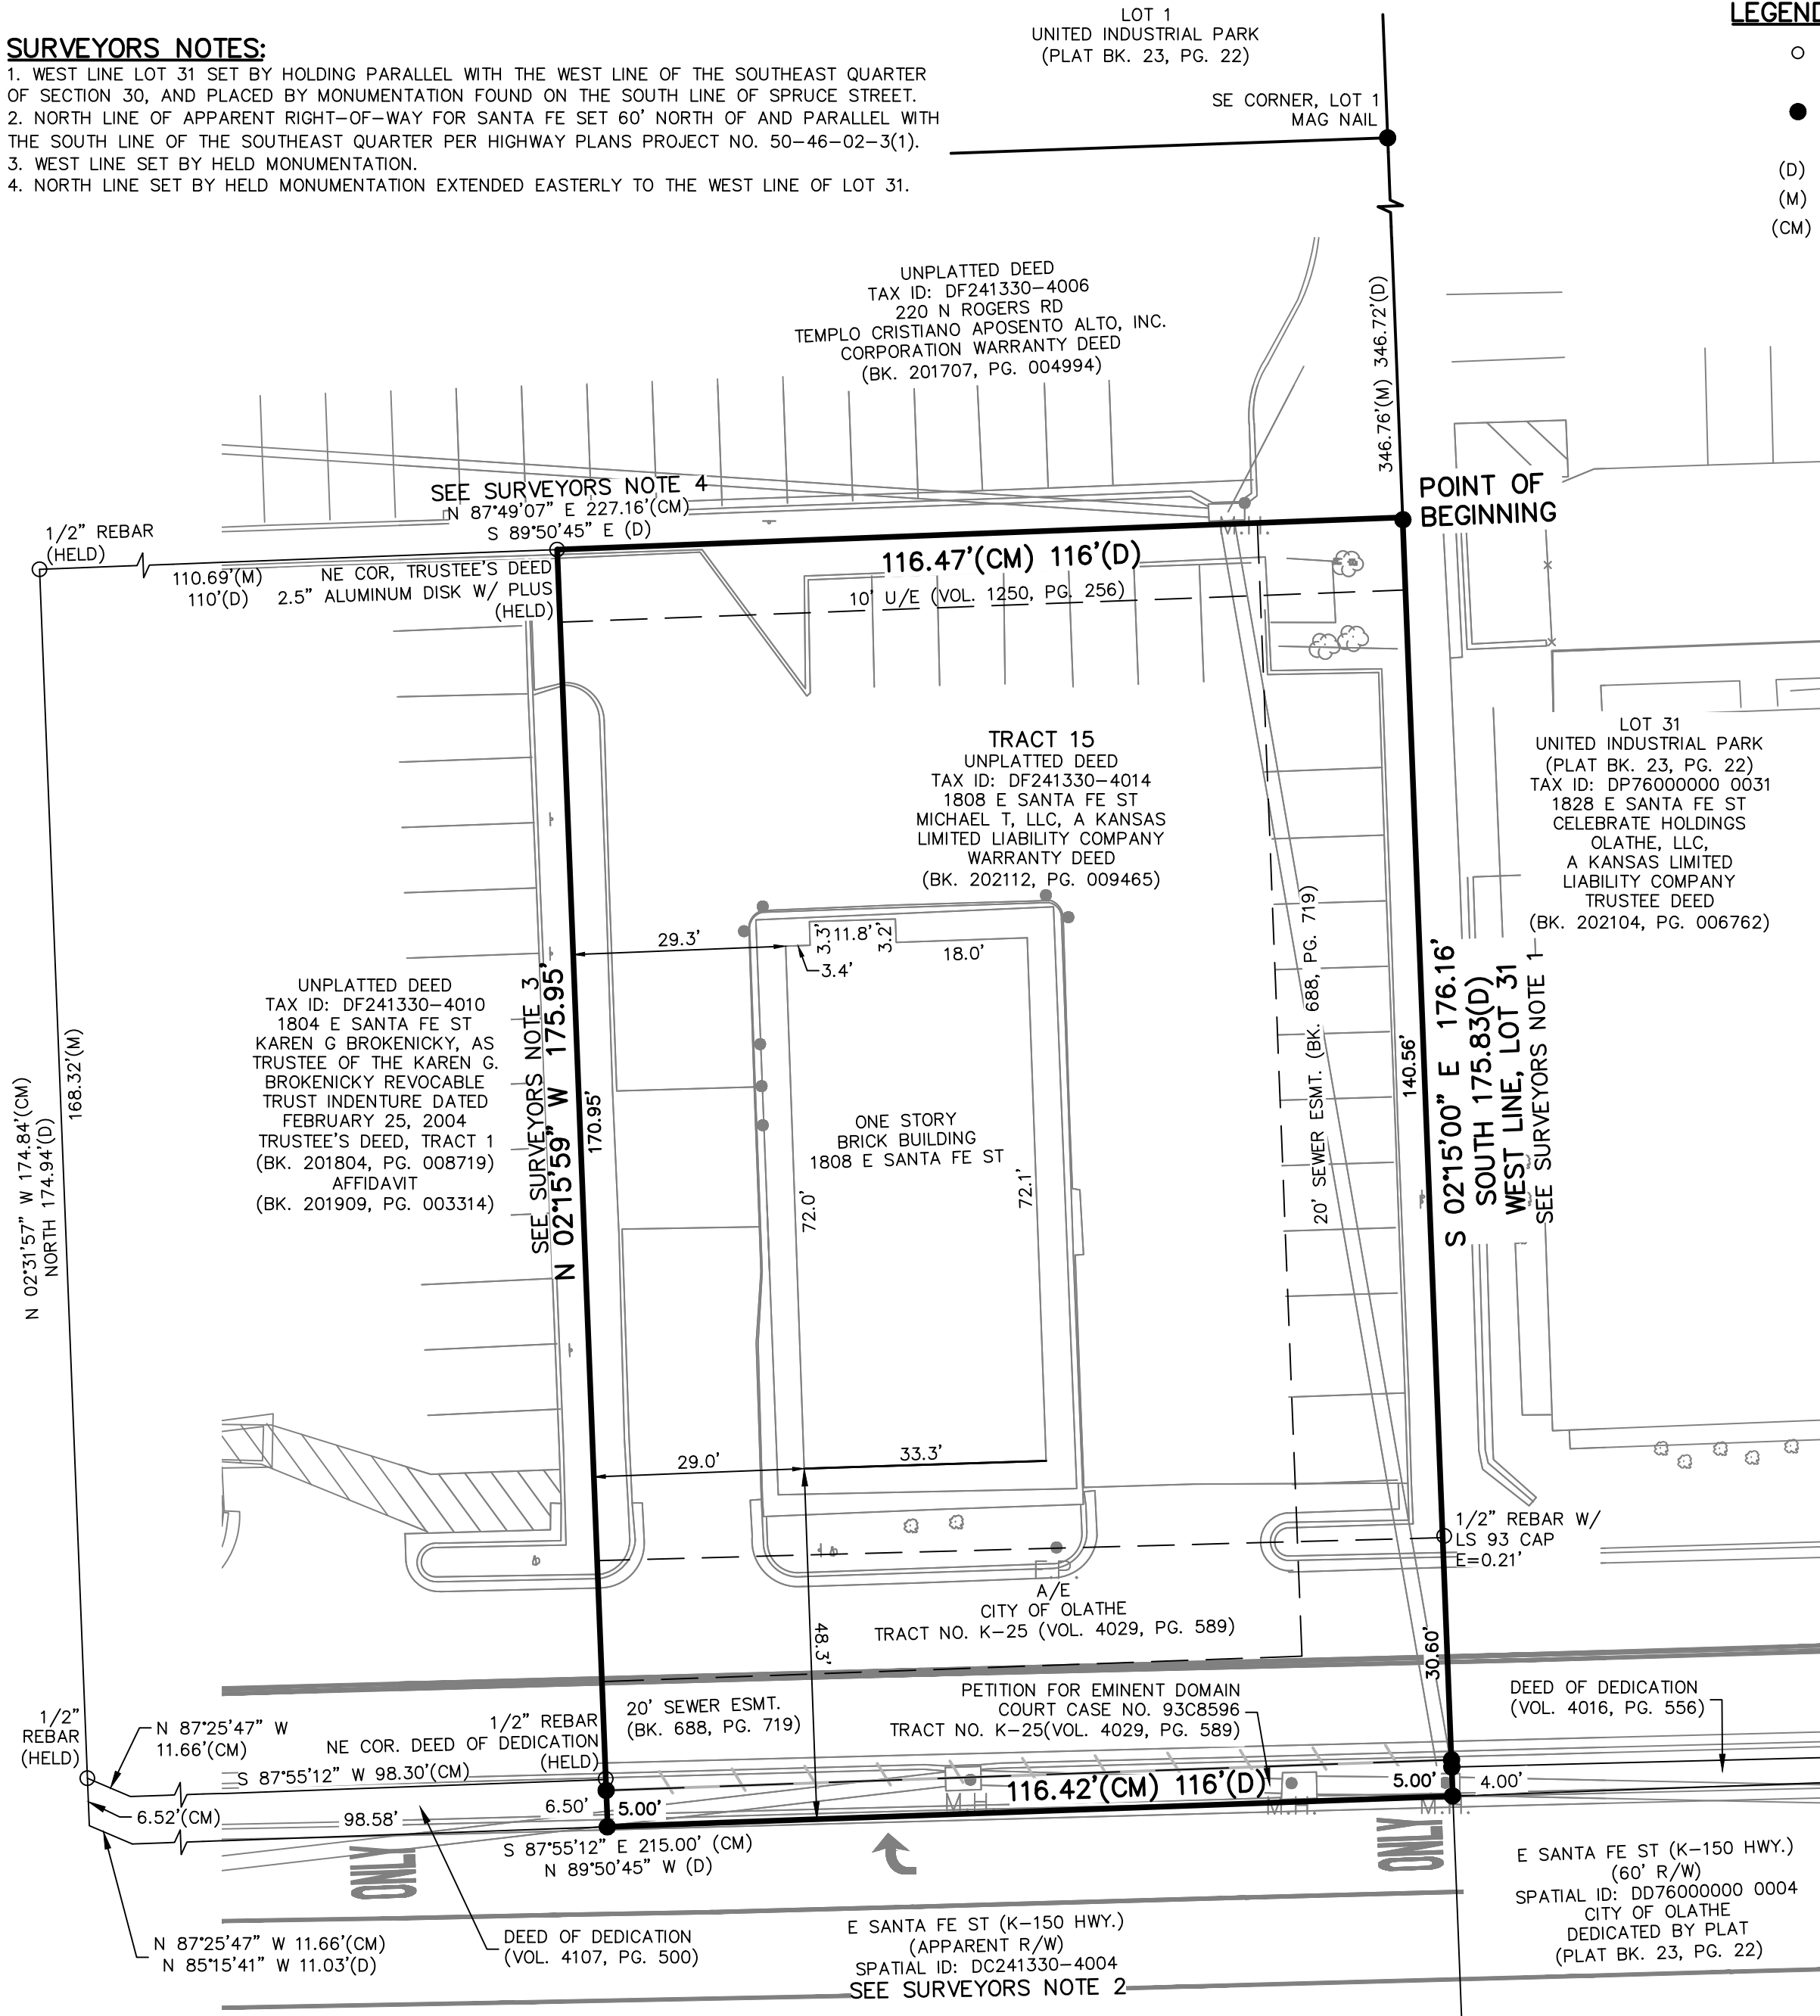 SURVEYORS NOTES:
1. WEST LINE LOT 31 SET BY HOLDING PARALLEL WITH THE WEST LINE OF THE SOUTHEAST QUARTER
OF SECTION 30, AND PLACED BY MONUMENTATION FOUND ON THE SOUTH LINE OF SPRUCE STREET.
2. NORTH LINE OF APPARENT RIGHT-OF-WAY FOR SANTA FE SET 60' NORTH OF AND PARALLEL WITH
THE SOUTH LINE OF THE SOUTHEAST QUARTER PER HIGHWAY PLANS PROJECT NO. 50-46-02-3(1).
3. WEST LINE SET BY HELD MONUMENTATION.
4. NORTH LINE SET BY HELD MONUMENTATION EXTENDED EASTERLY TO THE WEST LINE OF LOT 31.
LOT 1
UNITED INDUSTRIAL PARK
(PLAT BK. 23, PG. 22)
SE CORNER, LOT 1
MAG NAIL
LEGEND
(D)
(M)
(CM)
UNPLATTED DEED
TAX ID: DF241330-4006
220 N ROGERS RD
TEMPLO CRISTIANO APOSENTO ALTO, INC.
CORPORATION WARRANTY DEED
(BK. 201707, PG. 004994)
346.76'(M) 346.72'(D)
POINT OF
BEGINNING
SEE SURVEYORS NOTE 4
N 87°49'07" E 227.16'(CM)
S 89°50'45" E (D)
M.H.
1/2" REBAR
(HELD)
110.69'(M)
110'(D)
NE COR, TRUSTEE'S DEED
2.5" ALUMINUM DISK W/ PLUS
(HELD)
116.47'(CM) 116'(D)
10' U/E (VOL. 1250, PG. 256)
TRACT 15
UNPLATTED DEED
TAX ID: DF241330-4014
1808 E SANTA FE ST
MICHAEL T, LLC, A KANSAS
LIMITED LIABILITY COMPANY
WARRANTY DEED
(BK. 202112, PG. 009465)
LOT 31
UNITED INDUSTRIAL PARK
(PLAT BK. 23, PG. 22)
TAX ID: DP76000000 0031
1828 E SANTA FE ST
CELEBRATE HOLDINGS
OLATHE, LLC,
A KANSAS LIMITED
LIABILITY COMPANY
TRUSTEE DEED
(BK. 202104, PG. 006762)
29.3'
3.3'
11.8'
3.2'
3.4'
18.0'
UNPLATTED DEED
TAX ID: DF241330-4010
1804 E SANTA FE ST
KAREN G BROKENICKY, AS
TRUSTEE OF THE KAREN G.
BROKENICKY REVOCABLE
TRUST INDENTURE DATED
FEBRUARY 25, 2004
TRUSTEE'S DEED, TRACT 1
(BK. 201804, PG. 008719)
AFFIDAVIT
(BK. 201909, PG. 003314)
N 02°31'57" W 174.84'(CM)
NORTH 174.94'(D)
168.32'(M)
SEE SURVEYORS NOTE 3
N 02°15'59" W 175.95'
170.95'
ONE STORY
BRICK BUILDING
1808 E SANTA FE ST
72.0'
72.1'
20' SEWER ESMT. (BK. 688, PG. 719)
140.56'
S 02°15'00" E 176.16'
SOUTH 175.83(D)
WEST LINE, LOT 31
SEE SURVEYORS NOTE 1
29.0'
33.3'
1/2" REBAR W/
LS 93 CAP
E=0.21'
E.P.
A/E
CITY OF OLATHE
TRACT NO. K-25 (VOL. 4029, PG. 589)
48.3'
30.60'
1/2"
REBAR
(HELD)
N 87°25'47" W
11.66'(CM)
1/2" REBAR
NE COR. DEED OF DEDICATION
(HELD)
20' SEWER ESMT.
(BK. 688, PG. 719)
PETITION FOR EMINENT DOMAIN
COURT CASE NO. 93C8596
TRACT NO. K-25(VOL. 4029, PG. 589)
DEED OF DEDICATION
(VOL. 4016, PG. 556)
S 87°55'12" W 98.30'(CM)
6.52'(CM)
98.58'
6.50'
5.00'
M.H.
116.42'(CM) 116'(D)
M.H.
5.00'
M.H.
4.00'
S 87°55'12" E 215.00' (CM)
N 89°50'45" W (D)
ONLY
ONLY
N 87°25'47" W 11.66'(CM)
N 85°15'41" W 11.03'(D)
DEED OF DEDICATION
(VOL. 4107, PG. 500)
E SANTA FE ST (K-150 HWY.)
(APPARENT R/W)
SPATIAL ID: DC241330-4004
SEE SURVEYORS NOTE 2
E SANTA FE ST (K-150 HWY.)
(60' R/W)
SPATIAL ID: DD76000000 0004
CITY OF OLATHE
DEDICATED BY PLAT
(PLAT BK. 23, PG. 22)